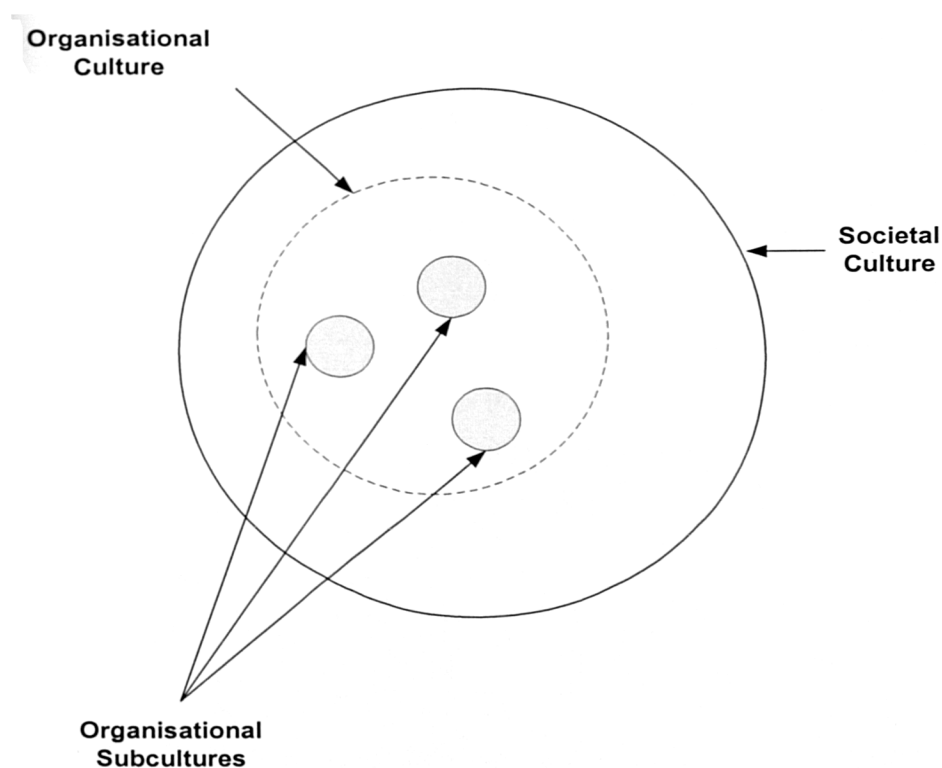 Organisational
Culture
Societal
Culture
Organisational
Subcultures